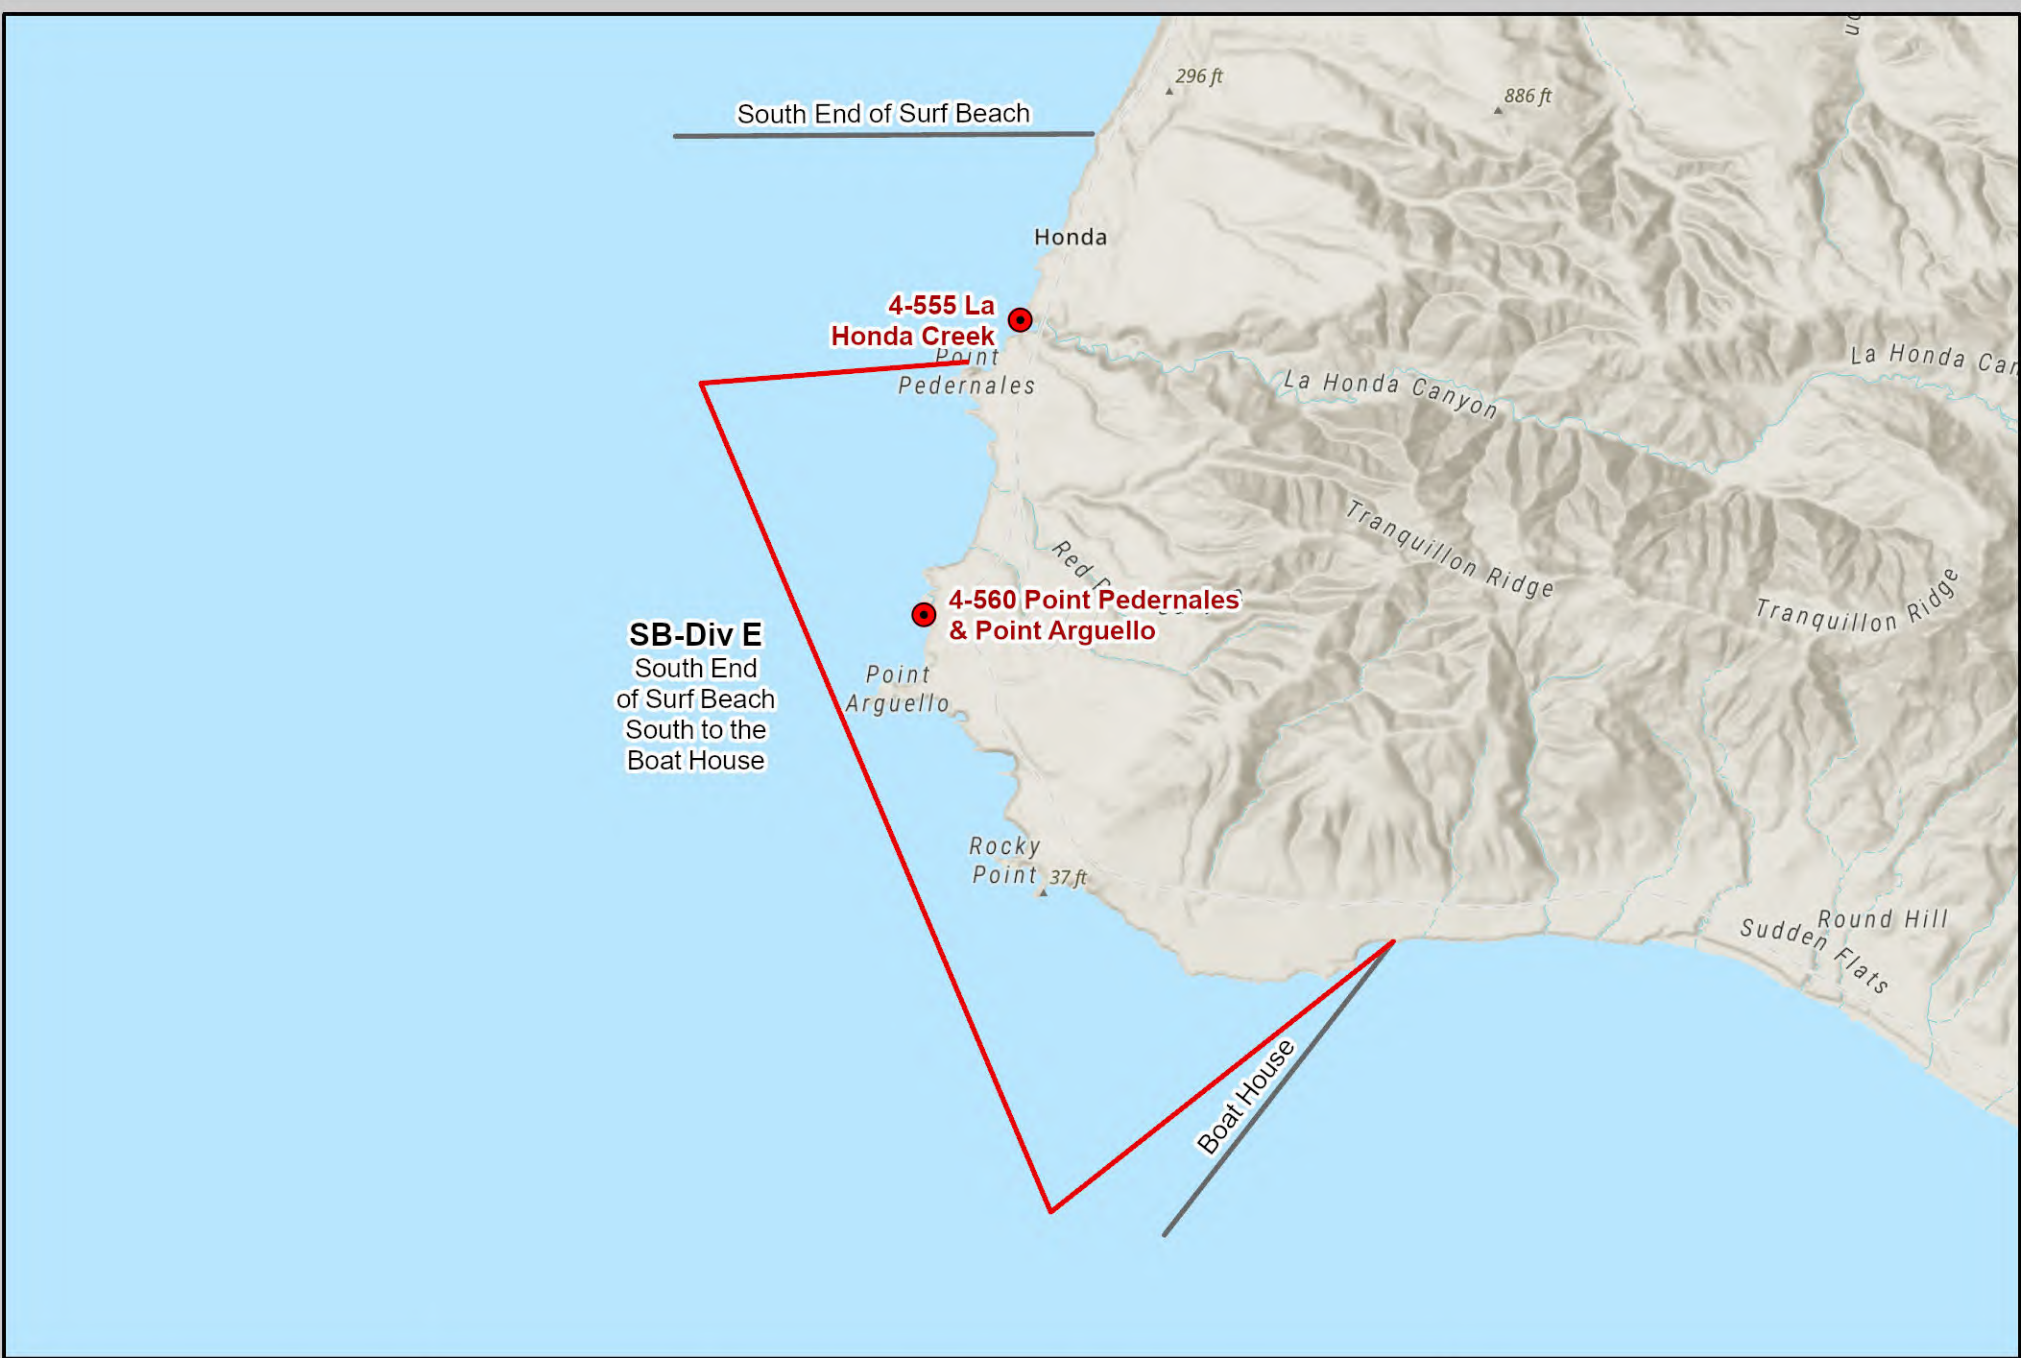 296 ft
886 ft
South End of Surf Beach
Honda
4-555 La
Honda Creek
Point
Pedernales
La Honda Canyon
La Honda Can
Tranquillon Ridge
Tranquillon Ridge
Red
4-560 Point Pedernales
& Point Arguello
SB-Div E
South End
of Surf Beach
South to the
Boat House
Point
Arguello
Rocky
Point
37 ft
Round Hill
Sudden Flats
Boat House